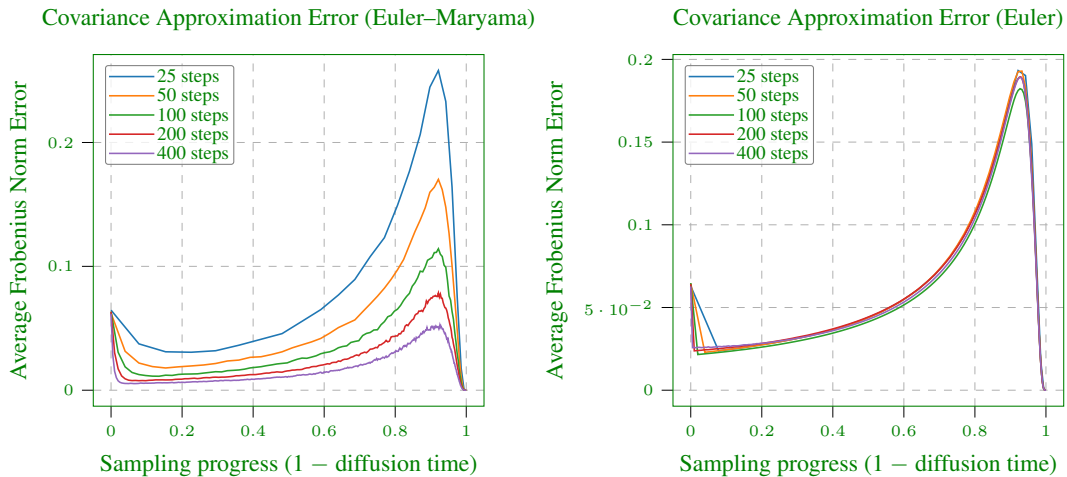 Covariance Approximation Error (Euler–Maryama)
Average Frobenius Norm Error
25 steps
50 steps
100 steps
200 steps
400 steps
0.2
0.1
0
0 0.2 0.4 0.6 0.8 1
Sampling progress (1 − diffusion time)
Covariance Approximation Error (Euler)
Average Frobenius Norm Error
25 steps
50 steps
100 steps
200 steps
400 steps
0.2
0.15
0.1
5 · 10⁻²
0
0 0.2 0.4 0.6 0.8 1
Sampling progress (1 − diffusion time)